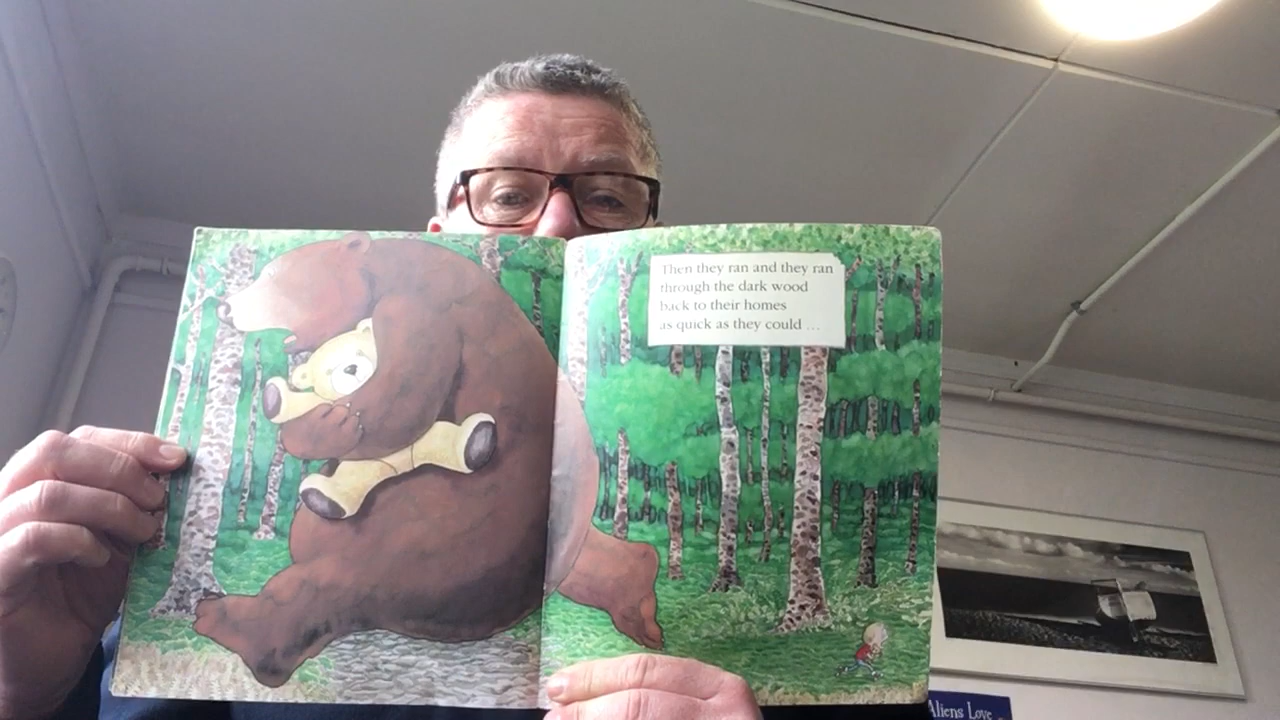 Then they ran and they ran
through the dark wood
back to their homes
as quick as they could ...
Aliens Love